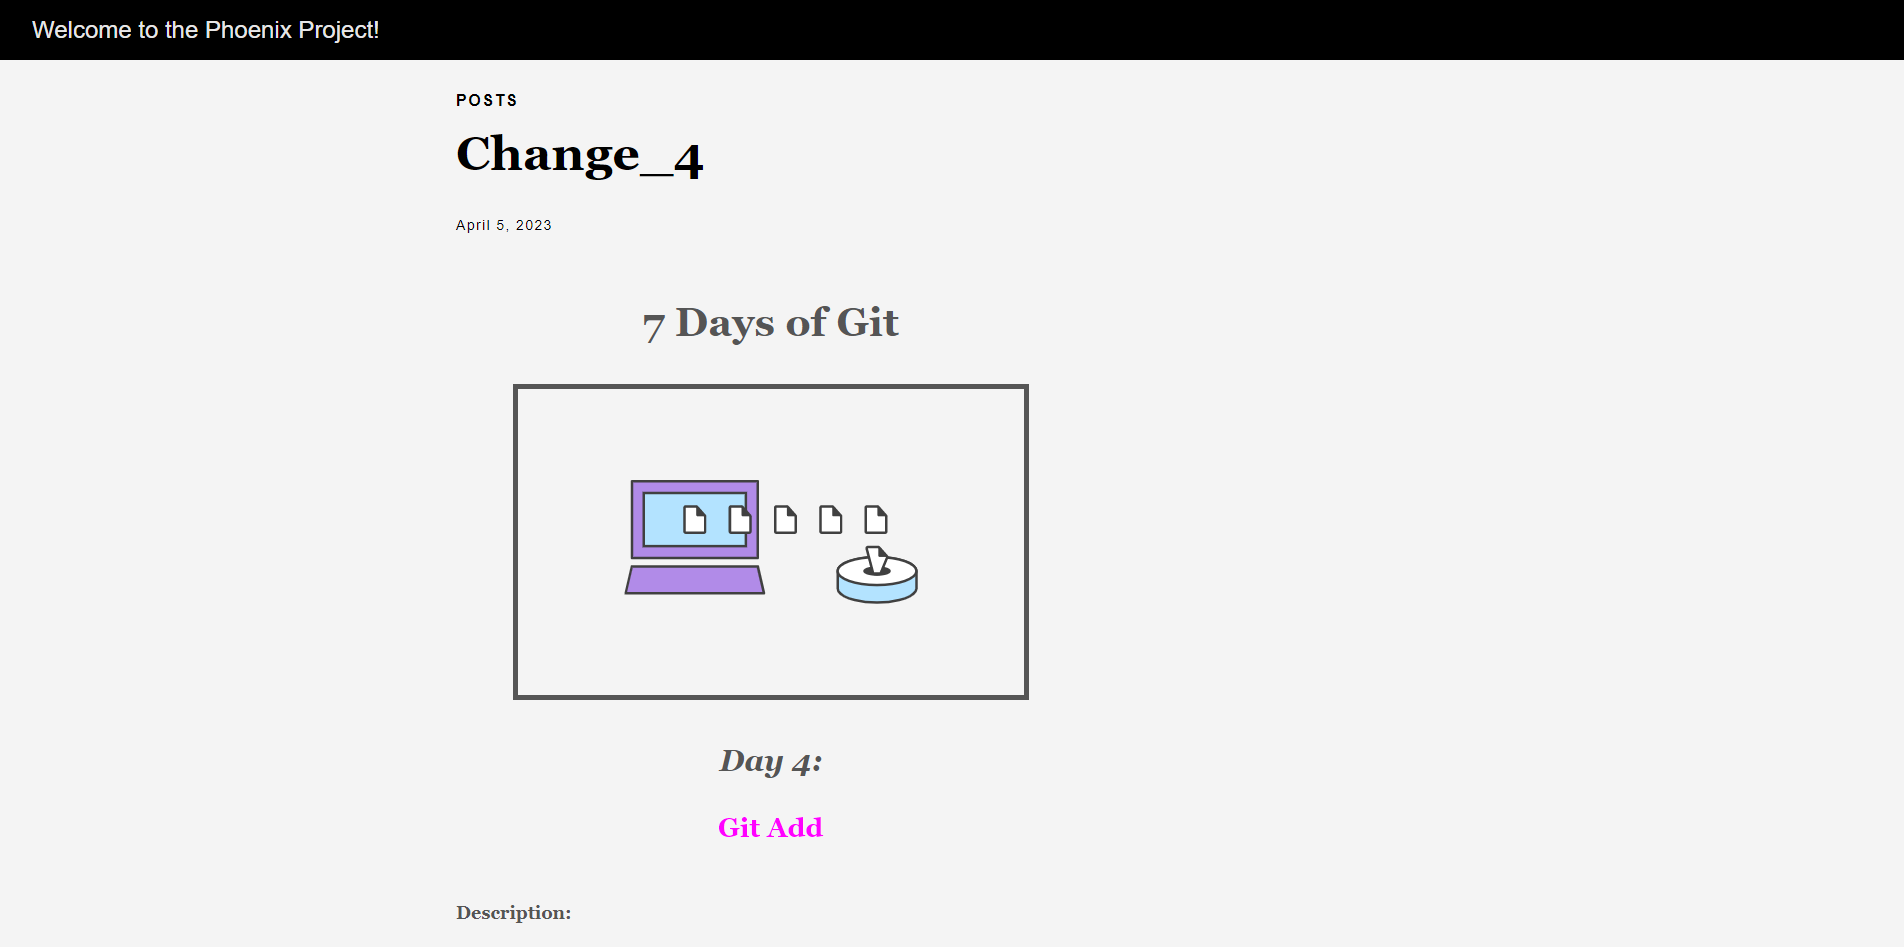 Welcome to the Phoenix Project!
POSTS
Change_4
April 5, 2023
7 Days of Git
Day 4:
Git Add
Description: